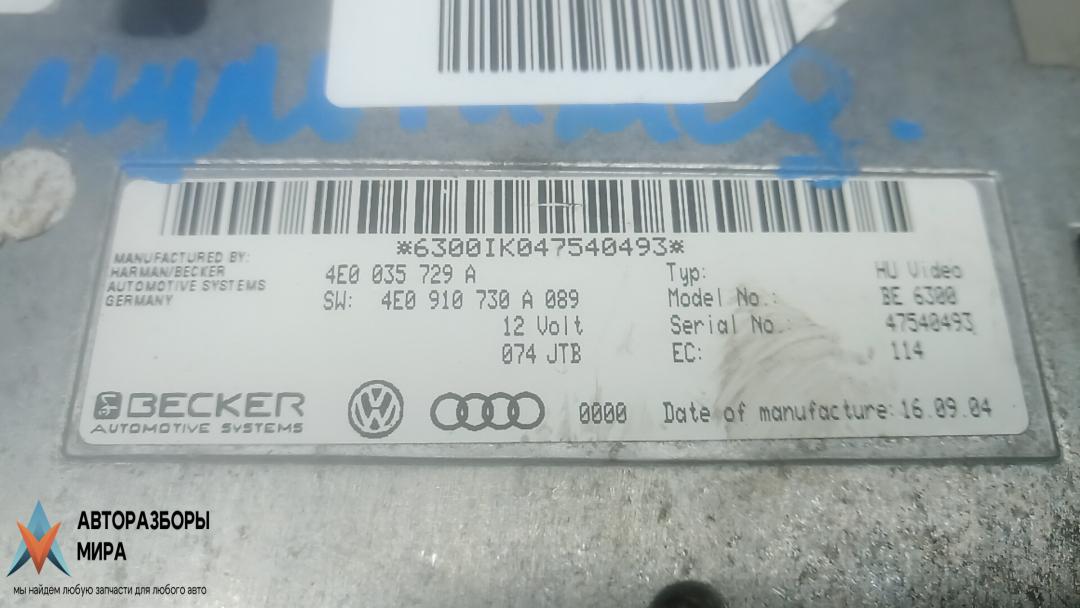 *6300IK047540493*
MANUFACTURED BY:
HARMAN/BECKER
AUTOMOTIVE SYSTEMS
GERMANY
4E0 035 729 A
SW: 4E0 910 730 A 089
12 Volt
074 JTB
Typ: HU Video
Model No.: BE 6300
Serial No.: 47540493
EC: 114
BECKER
AUTOMOTIVE SYSTEMS
0000
Date of manufacture: 16.09.04
АВТОРАЗБОРЫ
МИРА
мы найдем любую запчасти для любого авто